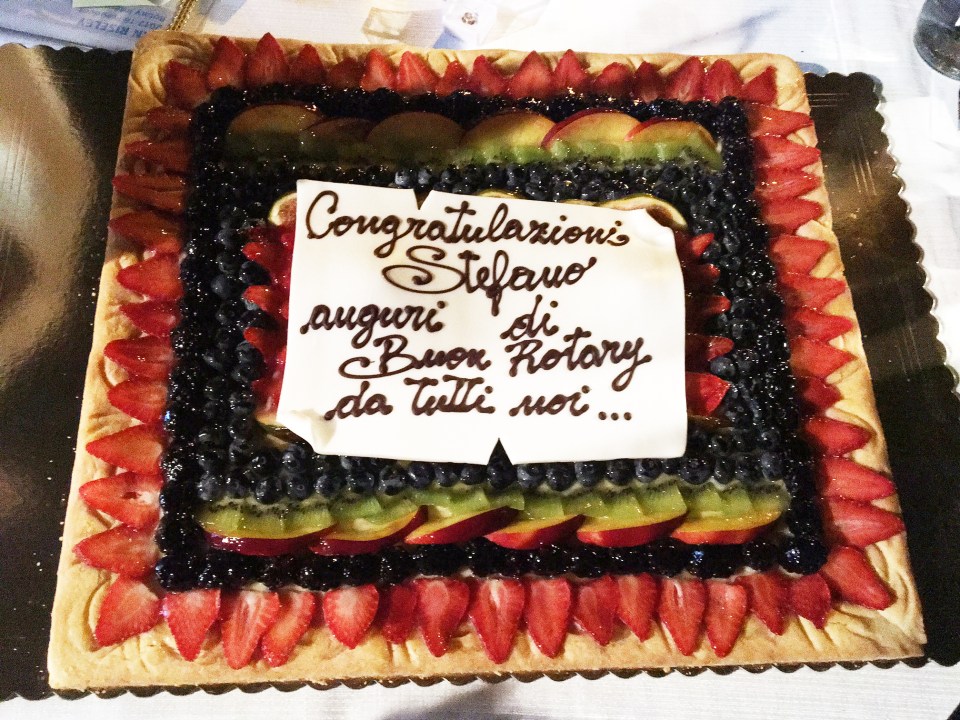 Congratulazioni
Stefano
auguri di
Buon Rotary
da tutti noi...